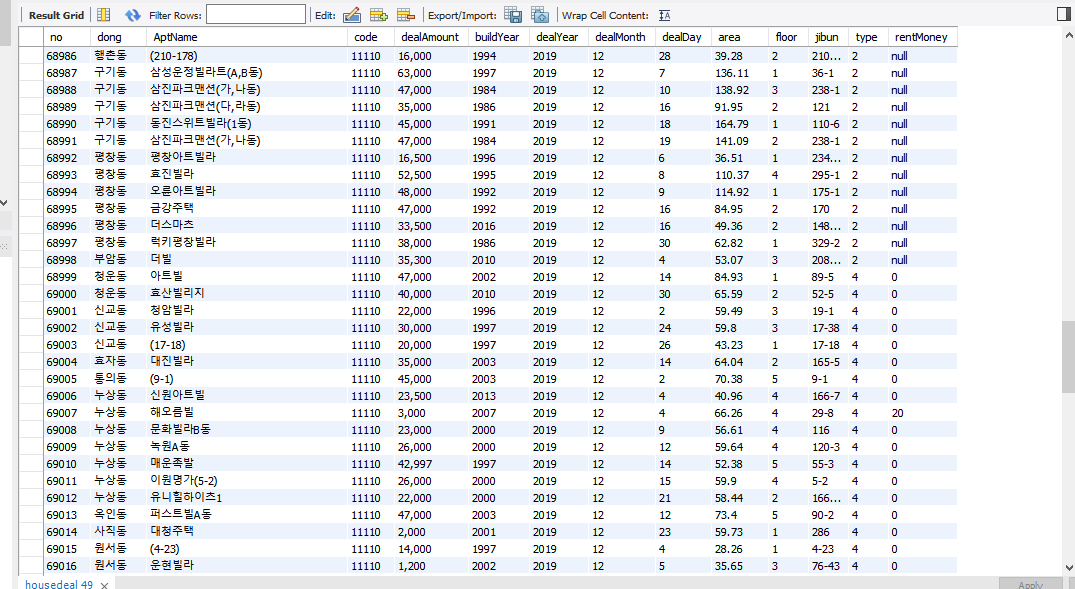 Result Grid Filter Rows: Edit: Export/Import: Wrap Cell Content: IA
no dong AptName code dealAmount buildYear dealYear dealMonth dealDay area floor jibun type rentMoney
68986 행촌동 (210-178) 11110 16,000 1994 2019 12 28 39.28 2 210... 2 null
68987 구기동 삼성운정빌라트(A,B동) 11110 63,000 1997 2019 12 7 136.11 1 36-1 2 null
68988 구기동 삼진파크맨션(가,나동) 11110 47,000 1984 2019 12 10 138.92 3 238-1 2 null
68989 구기동 삼진파크맨션(다,라동) 11110 35,000 1986 2019 12 16 91.95 2 121 2 null
68990 구기동 동진스위트빌라(1동) 11110 45,000 1991 2019 12 18 164.79 1 110-6 2 null
68991 구기동 삼진파크맨션(가,나동) 11110 47,000 1984 2019 12 19 141.09 2 238-1 2 null
68992 평창동 평창아트빌라 11110 16,500 1996 2019 12 6 36.51 1 234... 2 null
68993 평창동 효진빌라 11110 52,500 1995 2019 12 8 110.37 4 295-1 2 null
68994 평창동 오륜아트빌라 11110 48,000 1992 2019 12 9 114.92 1 175-1 2 null
68995 평창동 금강주택 11110 47,000 1992 2019 12 16 84.95 2 170 2 null
68996 평창동 더스마츠 11110 33,500 2016 2019 12 16 49.36 2 148... 2 null
68997 평창동 럭키평창빌라 11110 38,000 1986 2019 12 30 62.82 1 329-2 2 null
68998 부암동 더빌 11110 35,300 2010 2019 12 4 53.07 3 208... 2 null
68999 청운동 아트빌 11110 47,000 2002 2019 12 14 84.93 1 89-5 4 0
69000 청운동 효산빌리지 11110 40,000 2010 2019 12 30 65.59 2 52-5 4 0
69001 신교동 청암빌라 11110 22,000 1996 2019 12 2 59.49 3 19-1 4 0
69002 신교동 유성빌라 11110 30,000 1997 2019 12 24 59.8 3 17-38 4 0
69003 신교동 (17-18) 11110 20,000 1997 2019 12 26 43.23 1 17-18 4 0
69004 효자동 대진빌라 11110 35,000 2003 2019 12 14 64.04 2 165-5 4 0
69005 통의동 (9-1) 11110 45,000 2003 2019 12 2 70.38 5 9-1 4 0
69006 누상동 신원아트빌 11110 23,500 2013 2019 12 4 40.96 4 166-7 4 0
69007 누상동 해오름빌 11110 3,000 2007 2019 12 4 66.26 4 29-8 4 20
69008 누상동 문화빌라B동 11110 23,000 2000 2019 12 9 56.61 4 116 4 0
69009 누상동 녹원A동 11110 26,000 2000 2019 12 12 59.64 4 120-3 4 0
69010 누상동 매운족발 11110 42,997 1997 2019 12 14 52.38 5 55-3 4 0
69011 누상동 이원명가(5-2) 11110 26,000 2000 2019 12 15 59.9 4 5-2 4 0
69012 누상동 유니힐하이츠1 11110 22,000 2000 2019 12 21 58.44 2 166... 4 0
69013 옥인동 퍼스트빌A동 11110 47,000 2003 2019 12 12 73.4 5 90-2 4 0
69014 사직동 대청주택 11110 2,000 2001 2019 12 23 59.73 1 286 4 0
69015 원서동 (4-23) 11110 14,000 1997 2019 12 4 28.26 1 4-23 4 0
69016 원서동 운현빌라 11110 1,200 2002 2019 12 5 35.65 3 76-43 4 0
housedeal 49 Apply